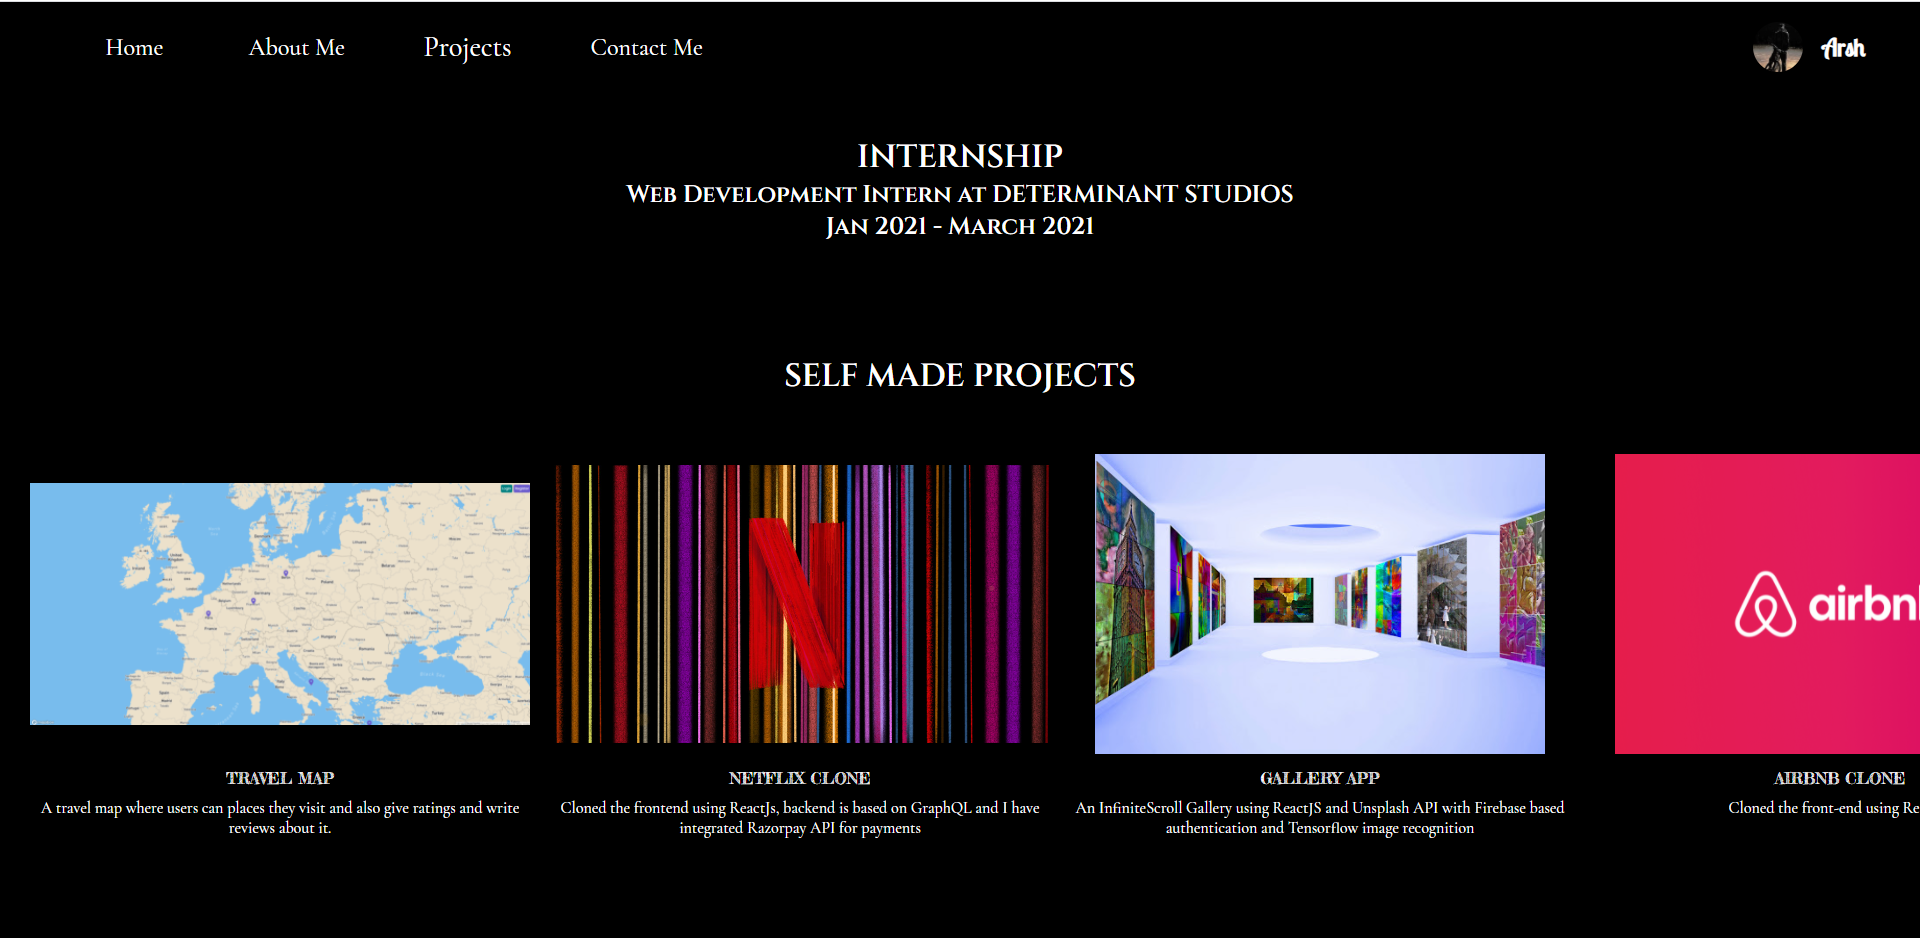 Home About Me Projects Contact Me Arsh
INTERNSHIP
Web Development Intern at DETERMINANT STUDIOS
Jan 2021 - March 2021
SELF MADE PROJECTS
airbn
TRAVEL MAP
A travel map where users can places they visit and also give ratings and write
reviews about it.
NETFLIX CLONE
Cloned the frontend using ReactJs, backend is based on GraphQL and I have
integrated Razorpay API for payments
GALLERY APP
An InfiniteScroll Gallery using ReactJS and Unsplash API with Firebase based
authentication and Tensorflow image recognition
AIRBNB CLONE
Cloned the front-end using Re